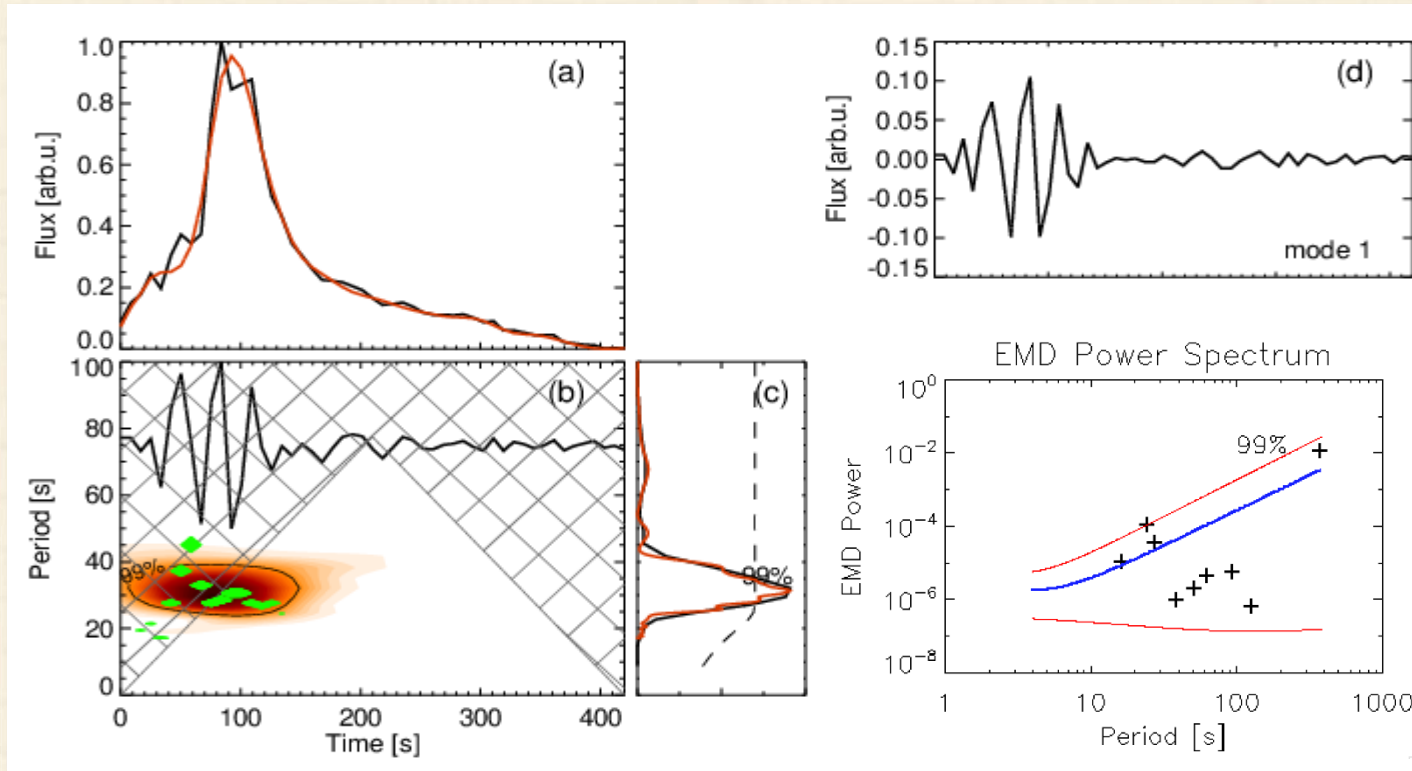 (a)
Flux [arb.u.]
1.0
0.8
0.6
0.4
0.2
0.0
(b)
Period [s]
100
80
60
40
20
0
99%
0 100 200 300 400
Time [s]
(c)
99%
(d)
Flux [arb.u.]
0.15
0.10
0.05
0.00
-0.05
-0.10
-0.15
mode 1
EMD Power Spectrum
EMD Power
10^0
10^-2
10^-4
10^-6
10^-8
99%
1 10 100 1000
Period [s]